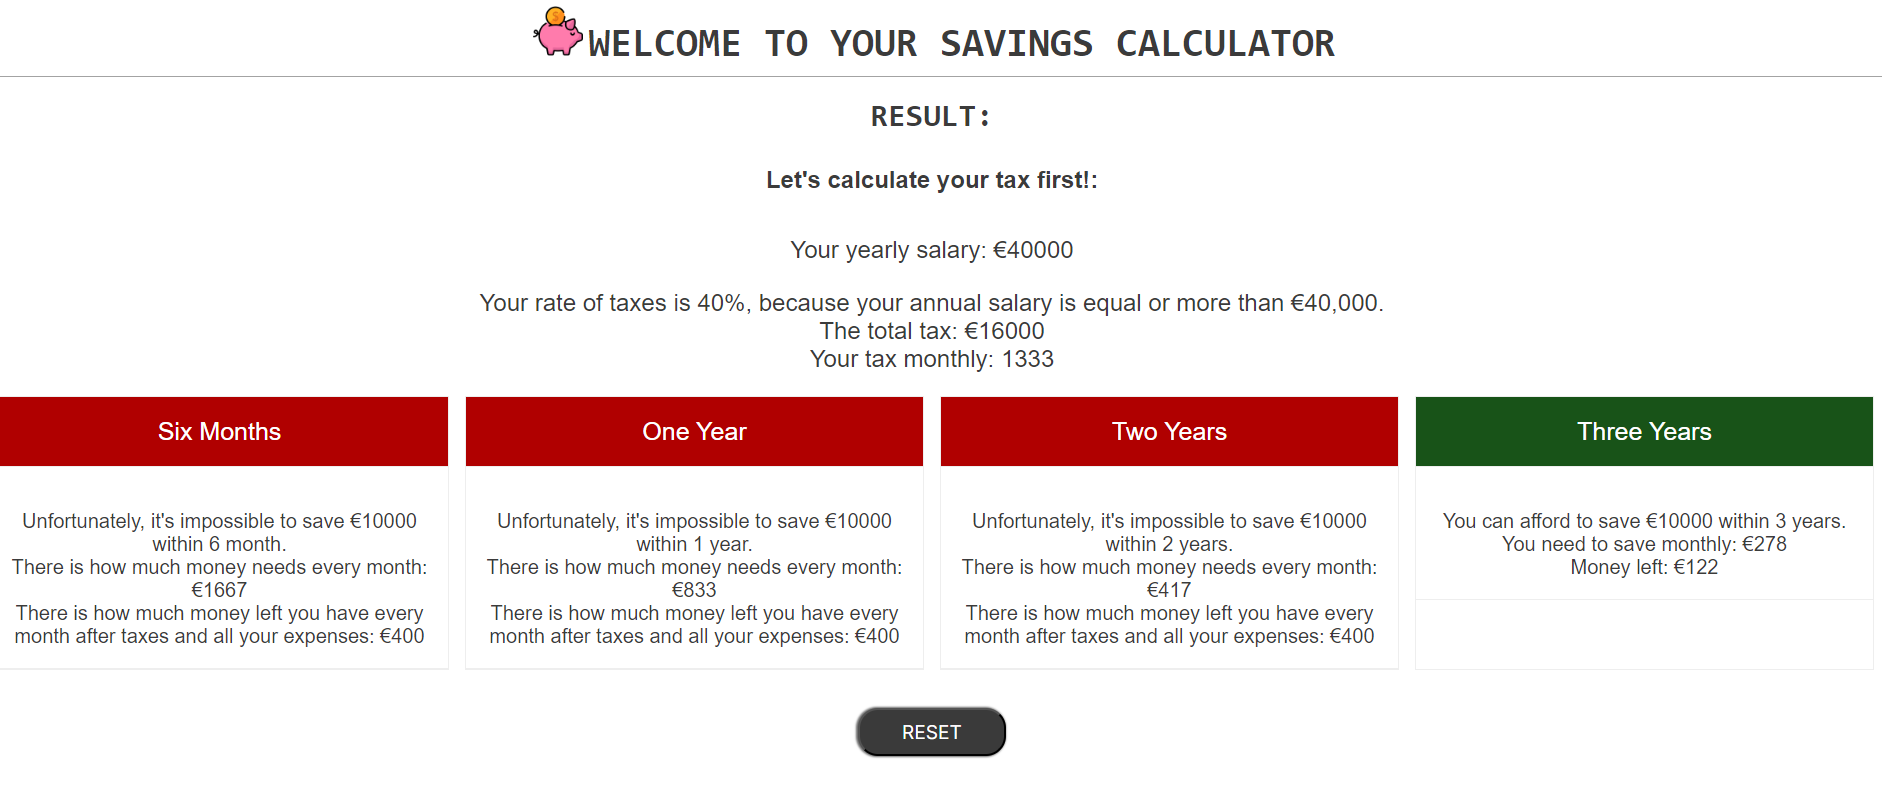 WELCOME TO YOUR SAVINGS CALCULATOR
RESULT:
Let's calculate your tax first!:
Your yearly salary: €40000
Your rate of taxes is 40%, because your annual salary is equal or more than €40,000.
The total tax: €16000
Your tax monthly: 1333
Six Months
Unfortunately, it's impossible to save €10000
within 6 month.
There is how much money needs every month:
€1667
There is how much money left you have every
month after taxes and all your expenses: €400
One Year
Unfortunately, it's impossible to save €10000
within 1 year.
There is how much money needs every month:
€833
There is how much money left you have every
month after taxes and all your expenses: €400
Two Years
Unfortunately, it's impossible to save €10000
within 2 years.
There is how much money needs every month:
€417
There is how much money left you have every
month after taxes and all your expenses: €400
Three Years
You can afford to save €10000 within 3 years.
You need to save monthly: €278
Money left: €122
RESET